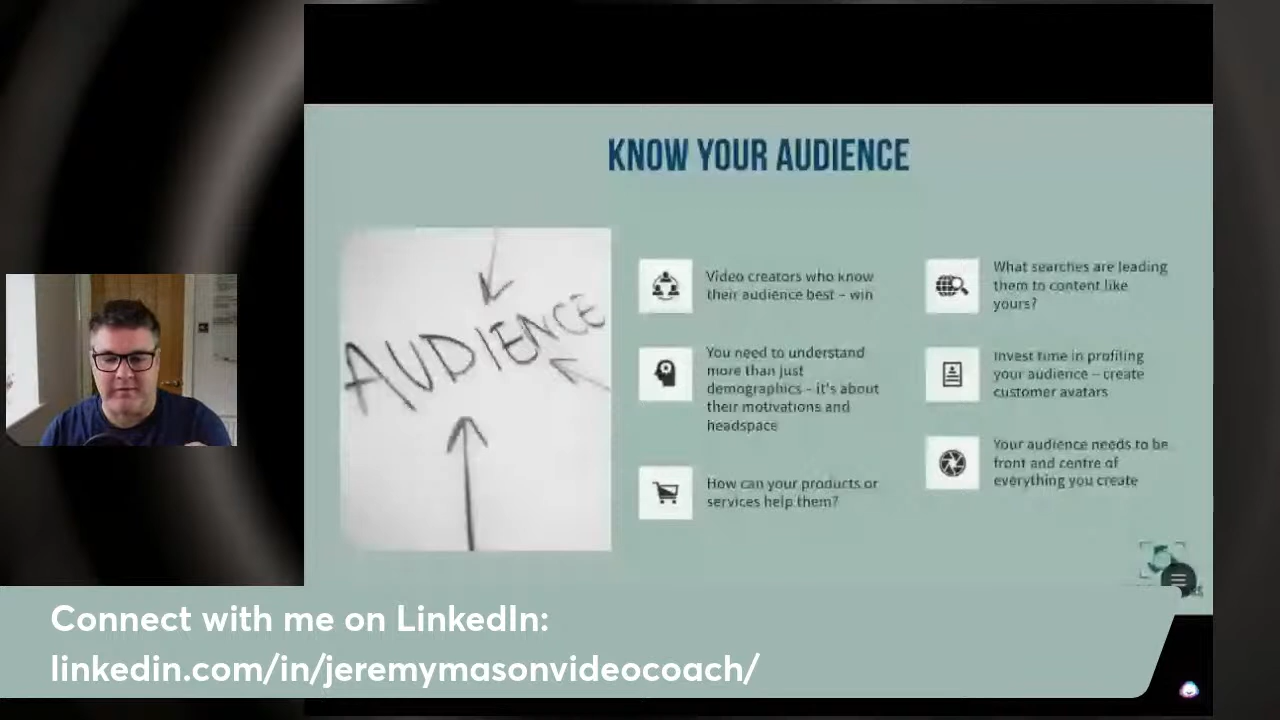 KNOW YOUR AUDIENCE
AUDIENCE
Video creators who know
their audience best – win
You need to understand
more than just
demographics – it's about
their motivations and
headspace
How can your products or
services help them?
What searches are leading
them to content like
yours?
Invest time in profiling
your audience – create
customer avatars
Your audience needs to be
front and centre of
everything you create
Connect with me on LinkedIn:
linkedin.com/in/jeremymasonvideocoach/